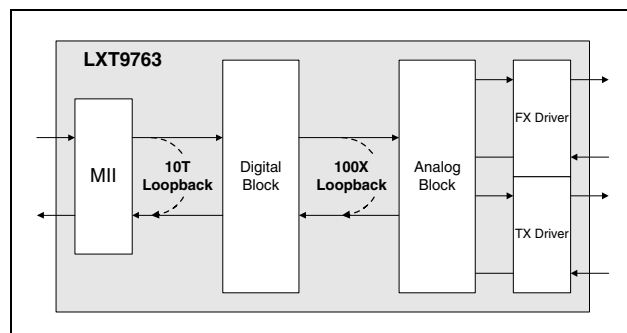 LXT9763
MII
10T
Loopback
Digital
Block
100X
Loopback
Analog
Block
FX Driver
TX Driver